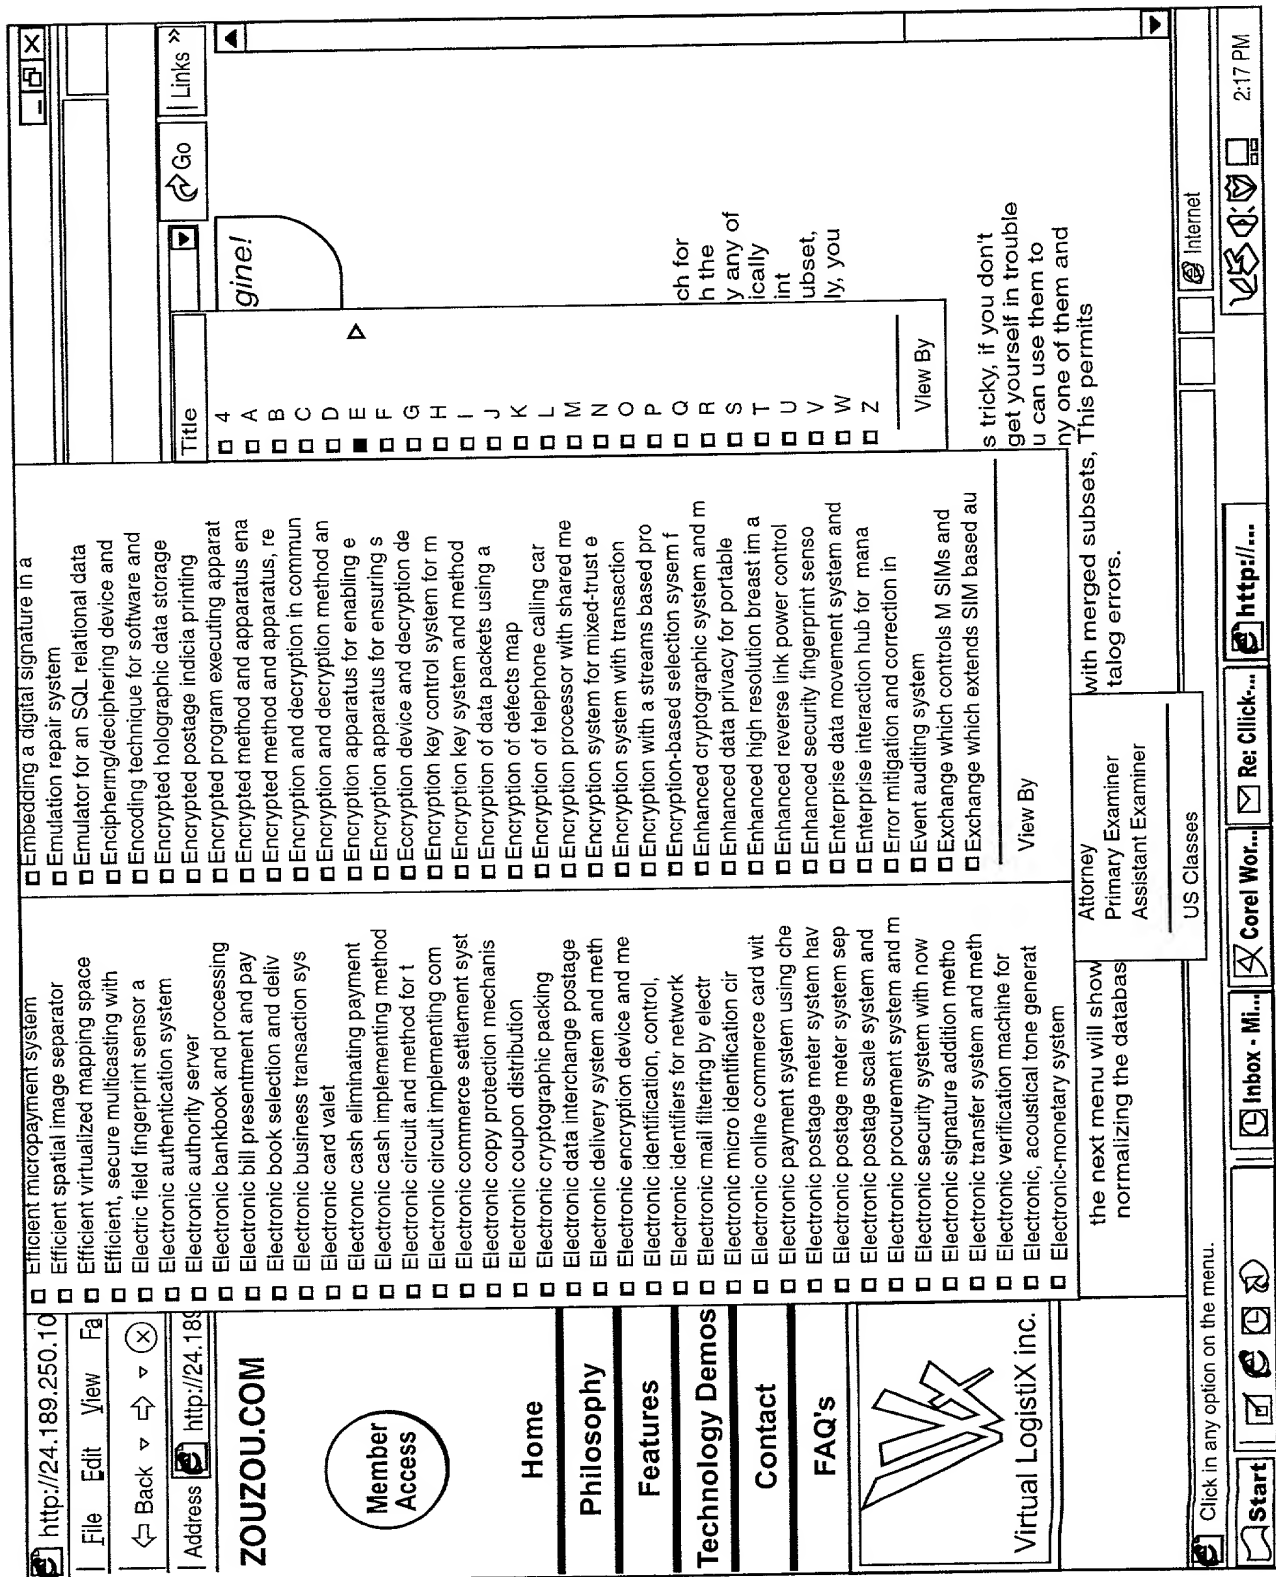 http://24.189.250.10
File Edit View Fa
Back
Address http://24.189
Go
Links »
ZOUZOU.COM
Member
Access
Home
Philosophy
Features
Technology Demos
Contact
FAQ's
Virtual LogistiX inc.
Efficient micropayment system
Efficient spatial image separator
Efficient virtualized mapping space
Efficient, secure multicasting with
Electric field fingerprint sensor a
Electronic authentication system
Electronic authority server
Electronic bankbook and processing
Electronic bill presentment and pay
Electronic book selection and deliv
Electronic business transaction sys
Electronic card valet
Electronic cash eliminating payment
Electronic cash implementing method
Electronic circuit and method for t
Electronic circuit implementing com
Electronic commerce settlement syst
Electronic copy protection mechanis
Electronic coupon distribution
Electronic cryptographic packing
Electronic data interchange postage
Electronic delivery system and meth
Electronic encryption device and me
Electronic identification, control,
Electronic identifiers for network
Electronic mail filtering by electr
Electronic micro identification cir
Electronic online commerce card wit
Electronic payment system using che
Electronic postage meter system hav
Electronic postage meter system sep
Electronic postage scale system and
Electronic procurement system and m
Electronic security system with now
Electronic signature addition metho
Electronic transfer system and meth
Electronic verification machine for
Electronic, acoustical tone generat
Electronic-monetary system
Embedding a digital signature in a
Emulation repair system
Emulator for an SQL relational data
Enciphering/deciphering device and
Encoding technique for software and
Encrypted holographic data storage
Encrypted postage indicia printing
Encrypted program executing apparat
Encrypted method and apparatus ena
Encrypted method and apparatus, re
Encryption and decryption in commun
Encryption and decryption method an
Encryption apparatus for enabling e
Encryption apparatus for ensuring s
Eccryption device and decryption de
Encryption key control system for m
Encryption key system and method
Encryption of data packets using a
Encryption of defects map
Encryption of telephone calling car
Encryption processor with shared me
Encryption system for mixed-trust e
Encryption system with transaction
Encryption with a streams based pro
Encryption-based selection sysem f
Enhanced cryptographic system and m
Enhanced data privacy for portable
Enhanced high resolution breast im a
Enhanced reverse link power control
Enhanced security fingerprint senso
Enterprise data movement system and
Enterprise interaction hub for mana
Error mitigation and correction in
Event auditing system
Exchange which controls M SIMs and
Exchange which extends SIM based au
View By
Title
4
A
B
C
D
E
F
G
H
I
J
K
L
M
N
O
P
Q
R
S
T
U
V
W
Z
View By
gine!
ch for
h the
y any of
ically
int
ubset,
ly, you
s tricky, if you don't
get yourself in trouble
u can use them to
ny one of them and
the next menu will show with merged subsets, This permits
normalizing the databas talog errors.
Attorney
Primary Examiner
Assistant Examiner
US Classes
Click in any option on the menu.
Internet
Start
Inbox - Mi...
Corel Wor...
Re: Click-...
http://...
2:17 PM